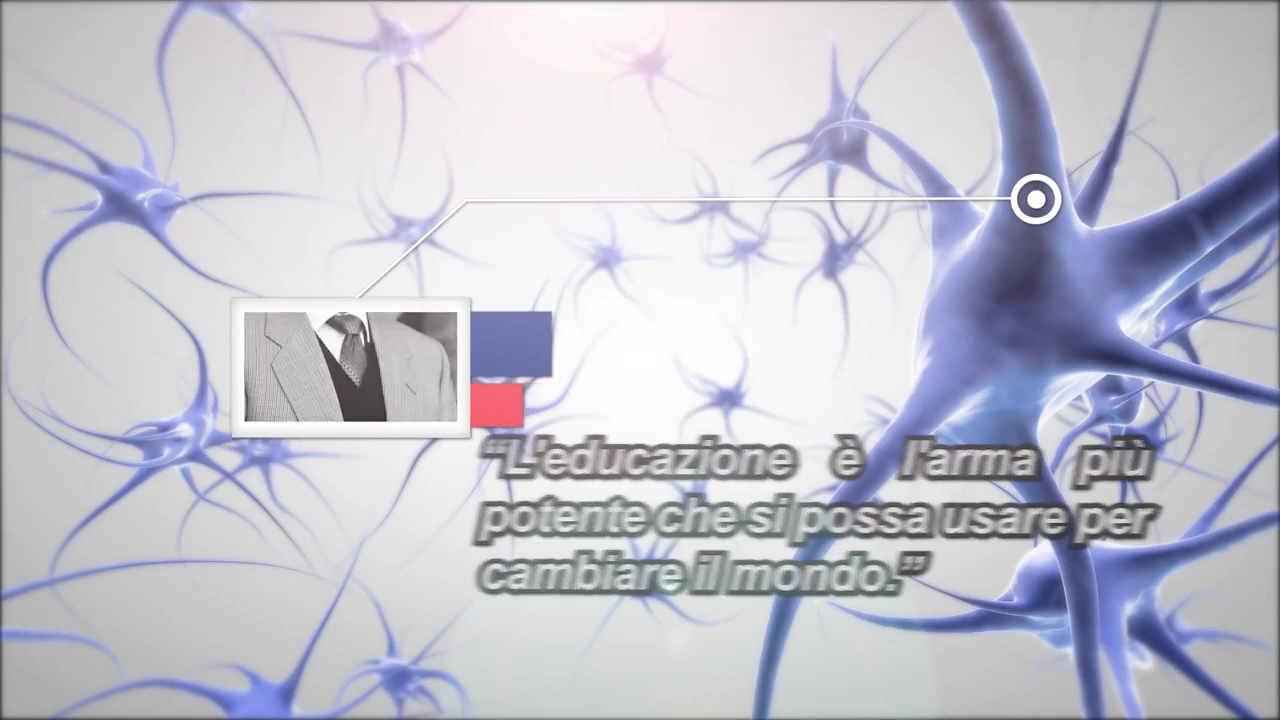 “L'educazione è l'arma più
potente che si possa usare per
cambiare il mondo.”